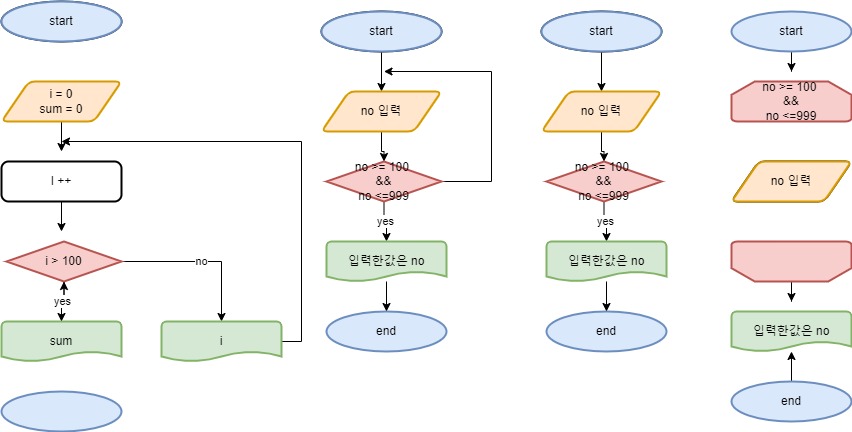 start
i = 0
sum = 0
I ++
i > 100
no
yes
sum
i
start
no 입력
no >= 100
&&
no <=999
yes
입력한값은 no
end
start
no 입력
no >= 100
&&
no <=999
yes
입력한값은 no
end
start
no >= 100
&&
no <=999
no 입력
입력한값은 no
end